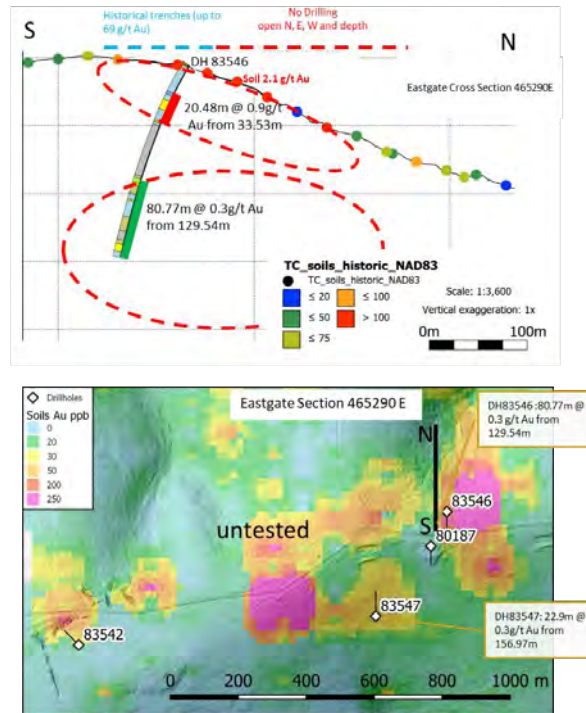 Historical trenches (up to
69 g/t Au)
No Drilling
open N, E, W and depth
S
N
DH 83546
Soil 2.1 g/t Au
Eastgate Cross Section 465290E
20.48m @ 0.9g/t
Au from 33.53m
80.77m @ 0.3g/t Au
from 129.54m
TC_soils_historic_NAD83
TC_soils_historic_NAD83
≤ 20
≤ 100
≤ 50
> 100
≤ 75
Scale: 1:3,600
Vertical exaggeration: 1x
0m
100m
Drillholes
Soils Au ppb
0
20
30
50
200
250
Eastgate Section 465290 E
DH83546 :80.77m @
0.3 g/t Au from
129.54m
N
83546
untested
S
80187
83547
83542
DH83547: 22.9m @
0.3g/t Au from
156.97m
0 200 400 600 800 1000 m